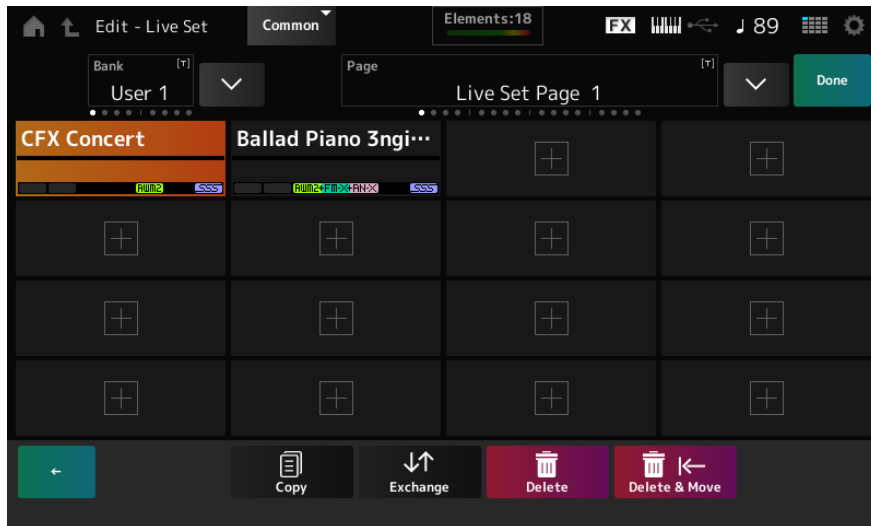 Edit - Live Set
Common
Elements:18
FX
89
Bank
[T]
User 1
Page
[T]
Live Set Page 1
Done
CFX Concert
Ballad Piano 3ngi…
AWM2
SSS
AWM2+FM-X+AN-X
SSS
Copy
Exchange
Delete
Delete & Move